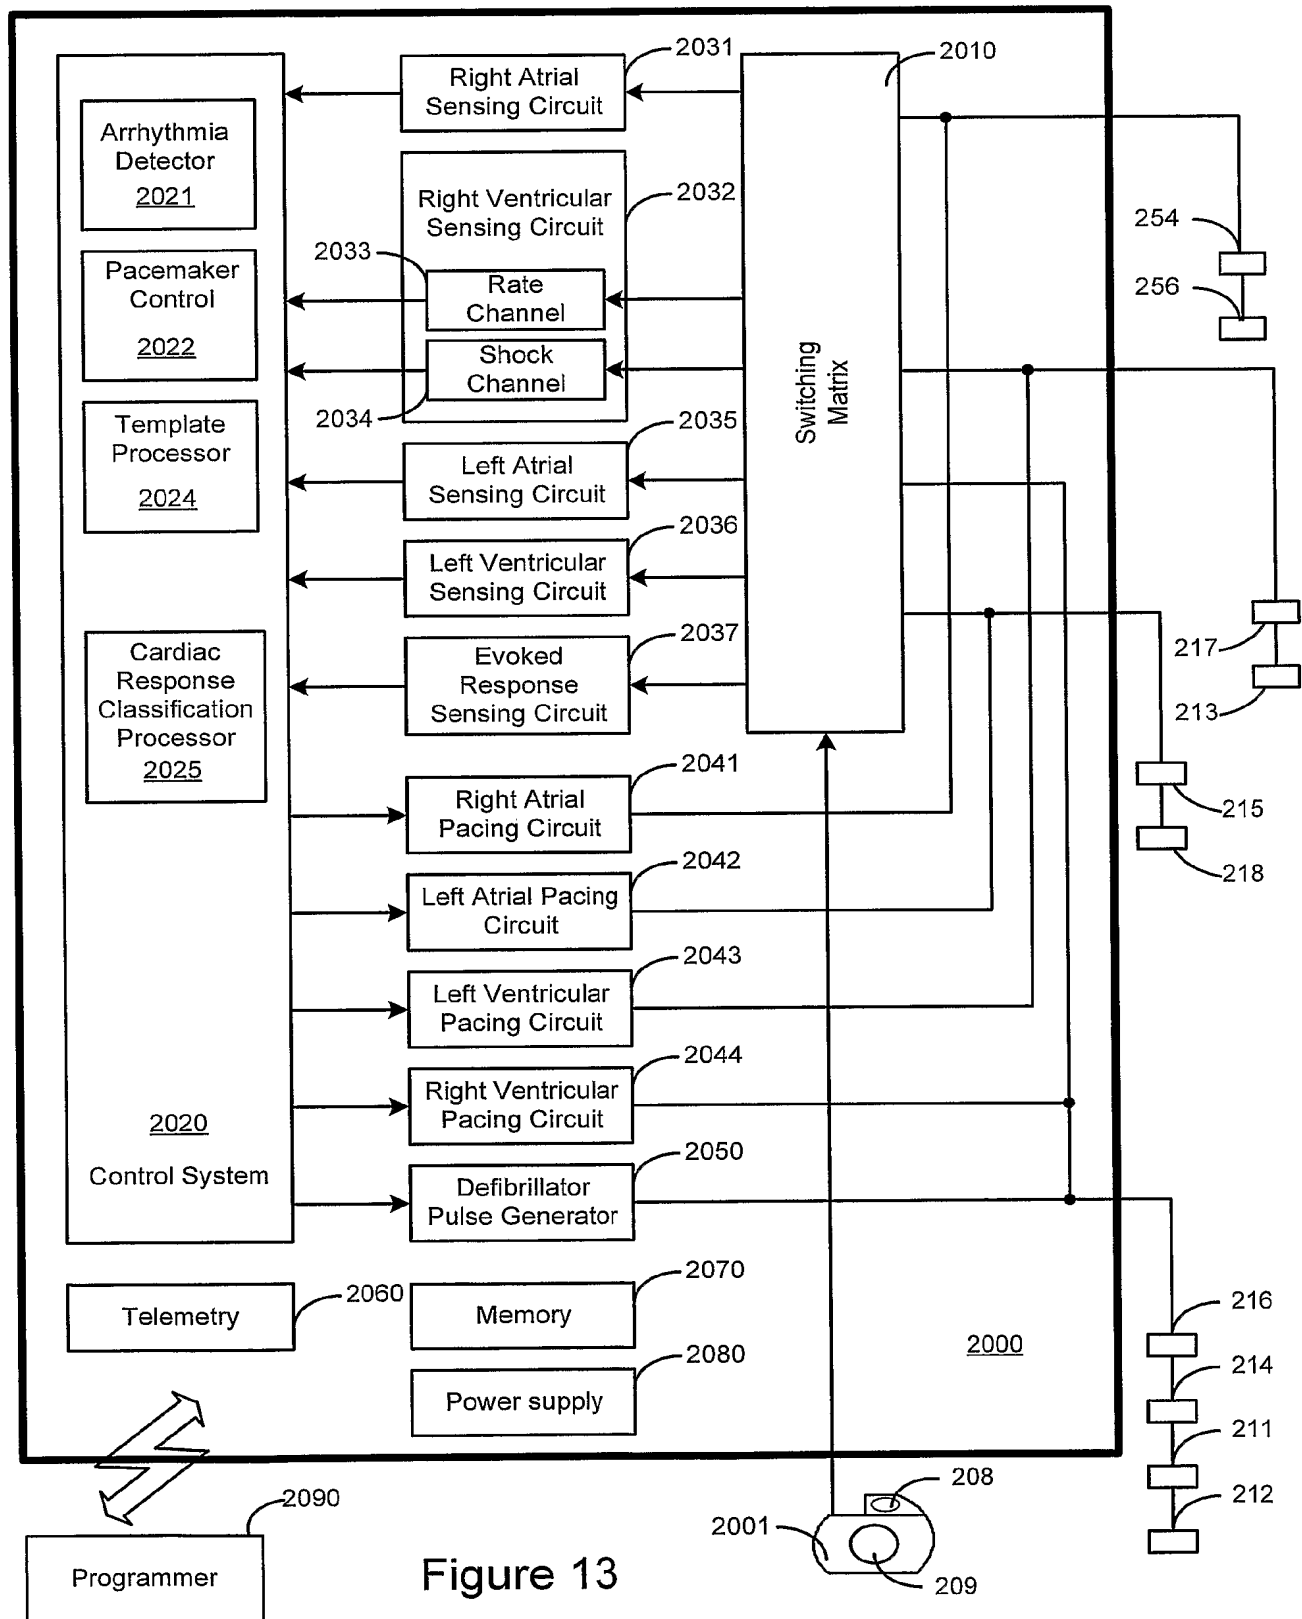 2031
2010
Right Atrial
Sensing Circuit
Arrhythmia
Detector
2021
Right Ventricular
Sensing Circuit
2032
254
2033
Pacemaker
Control
2022
Rate
Channel
256
Shock
Channel
2034
Switching
Matrix
Template
Processor
2024
2035
Left Atrial
Sensing Circuit
2036
Left Ventricular
Sensing Circuit
2037
Evoked
Response
Sensing Circuit
Cardiac
Response
Classification
Processor
2025
217
213
2041
Right Atrial
Pacing Circuit
215
2042
Left Atrial Pacing
Circuit
218
2043
Left Ventricular
Pacing Circuit
2044
Right Ventricular
Pacing Circuit
2020
Control System
2050
Defibrillator
Pulse Generator
2060
Telemetry
2070
Memory
216
2000
2080
Power supply
214
211
2090
208
212
2001
Programmer
Figure 13
209